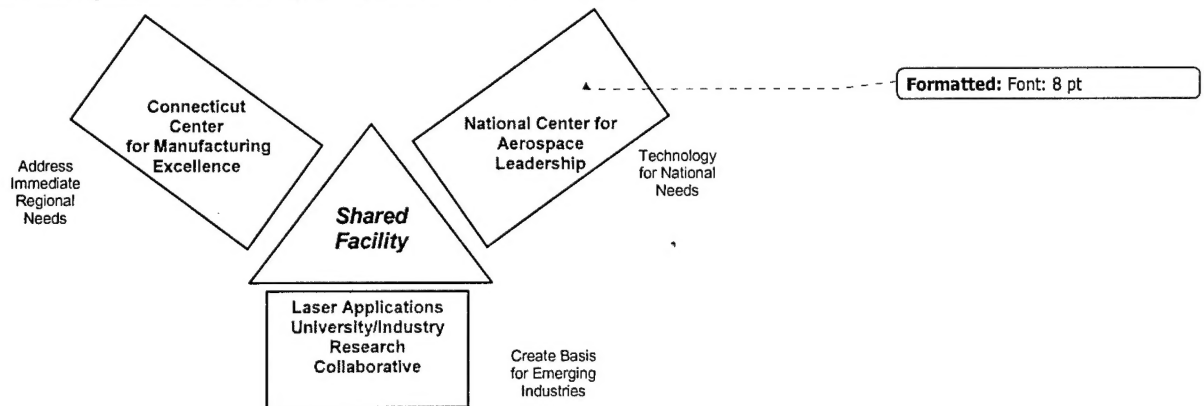 Connecticut
Center
for Manufacturing
Excellence
National Center for
Aerospace
Leadership
Formatted: Font: 8 pt
Address
Immediate
Regional
Needs
Technology
for National
Needs
Shared
Facility
Laser Applications
University/Industry
Research
Collaborative
Create Basis
for Emerging
Industries